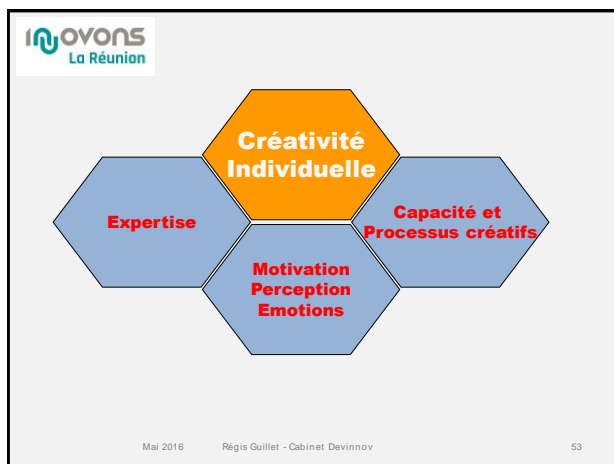 INOVONS
La Réunion
Créativité
Individuelle
Expertise
Capacité et
Processus créatifs
Motivation
Perception
Emotions
Mai 2016 Régis Guillet - Cabinet Devinnov 53